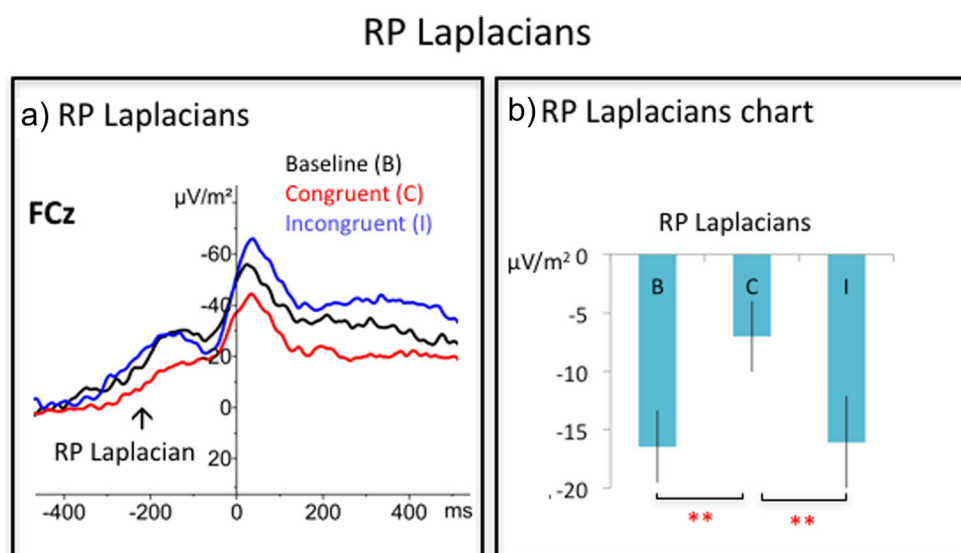 RP Laplacians
a) RP Laplacians
Baseline (B)
Congruent (C)
Incongruent (I)
FCz
µV/m²
-60
-40
-20
0
20
RP Laplacian
-400 -200 0 200 400 ms
b) RP Laplacians chart
RP Laplacians
µV/m² 0
B C I
-5
-10
-15
-20
** **